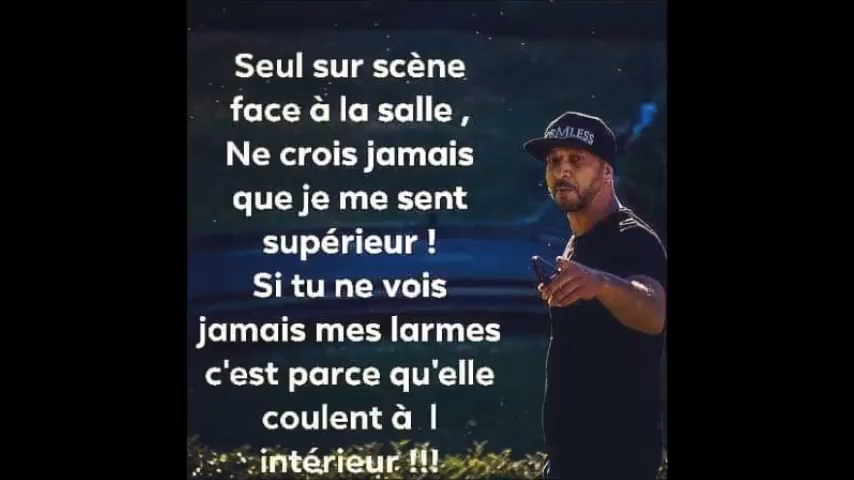 Seul sur scène
face à la salle ,
Ne crois jamais
que je me sent
supérieur !
Si tu ne vois
jamais mes larmes
c'est parce qu'elle
coulent à l
intérieur !!!